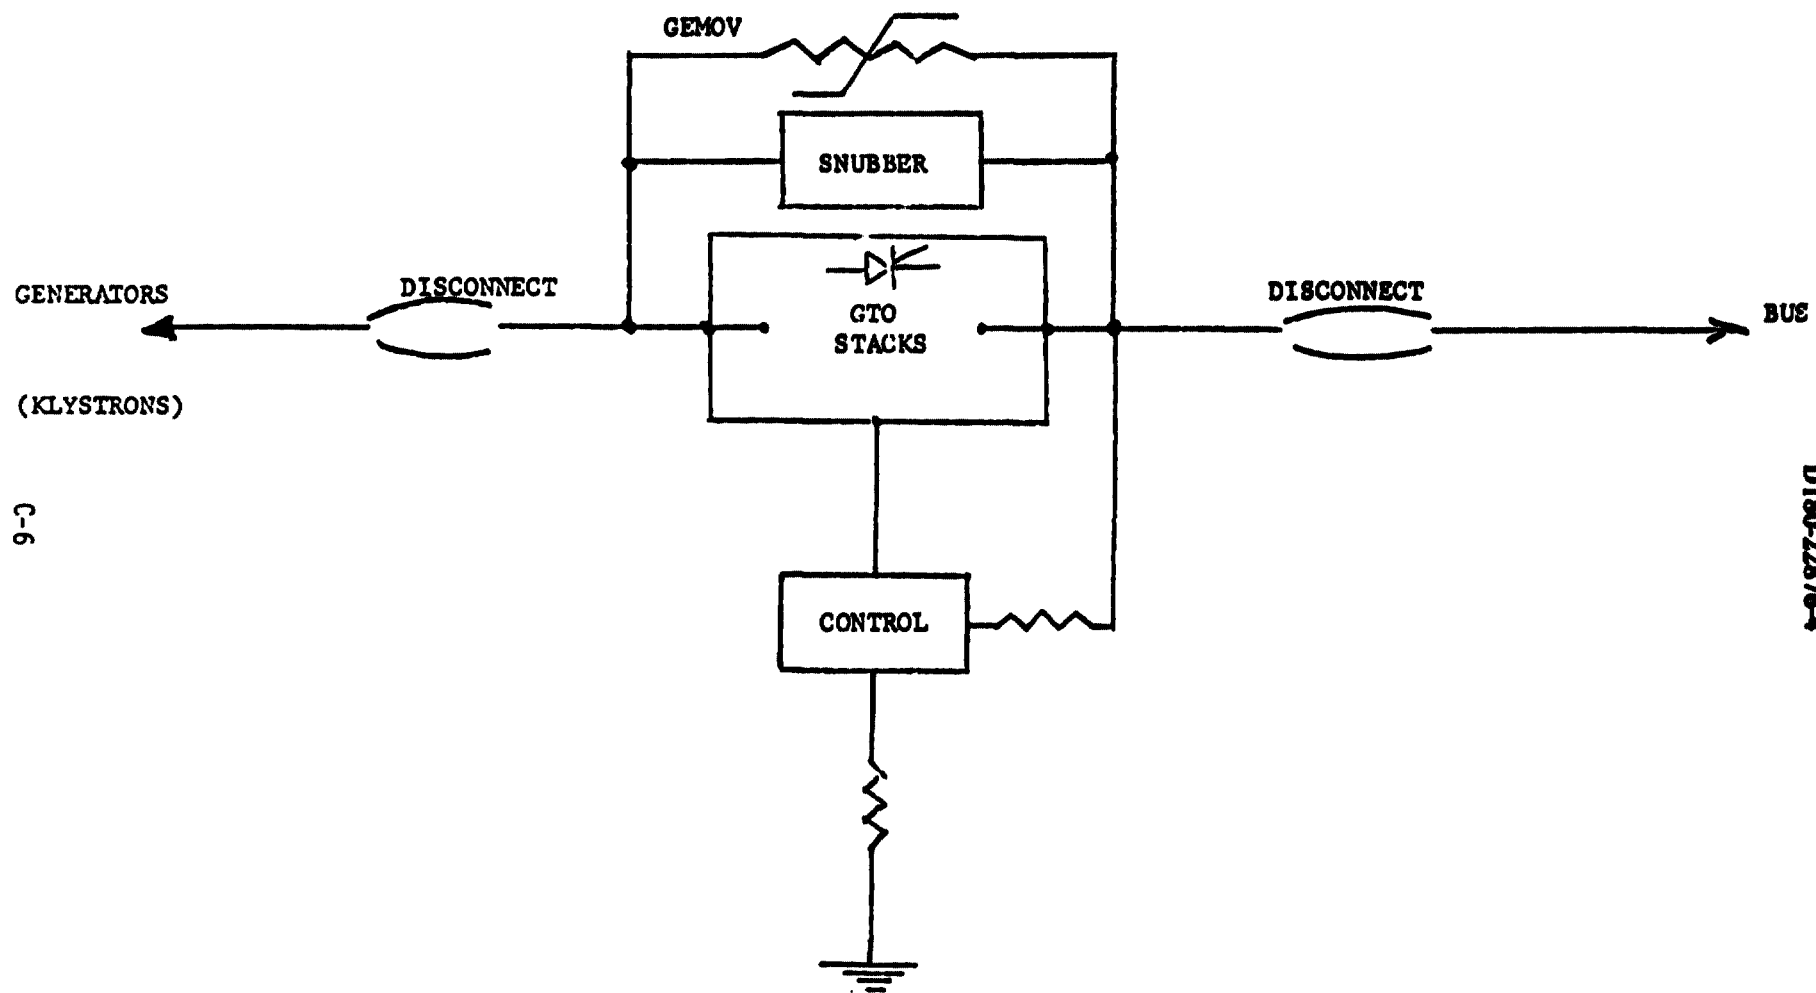 GEMOV
SNUBBER
GENERATORS
DISCONNECT
GTO
STACKS
DISCONNECT
BUS
(KLYSTRONS)
C-6
CONTROL